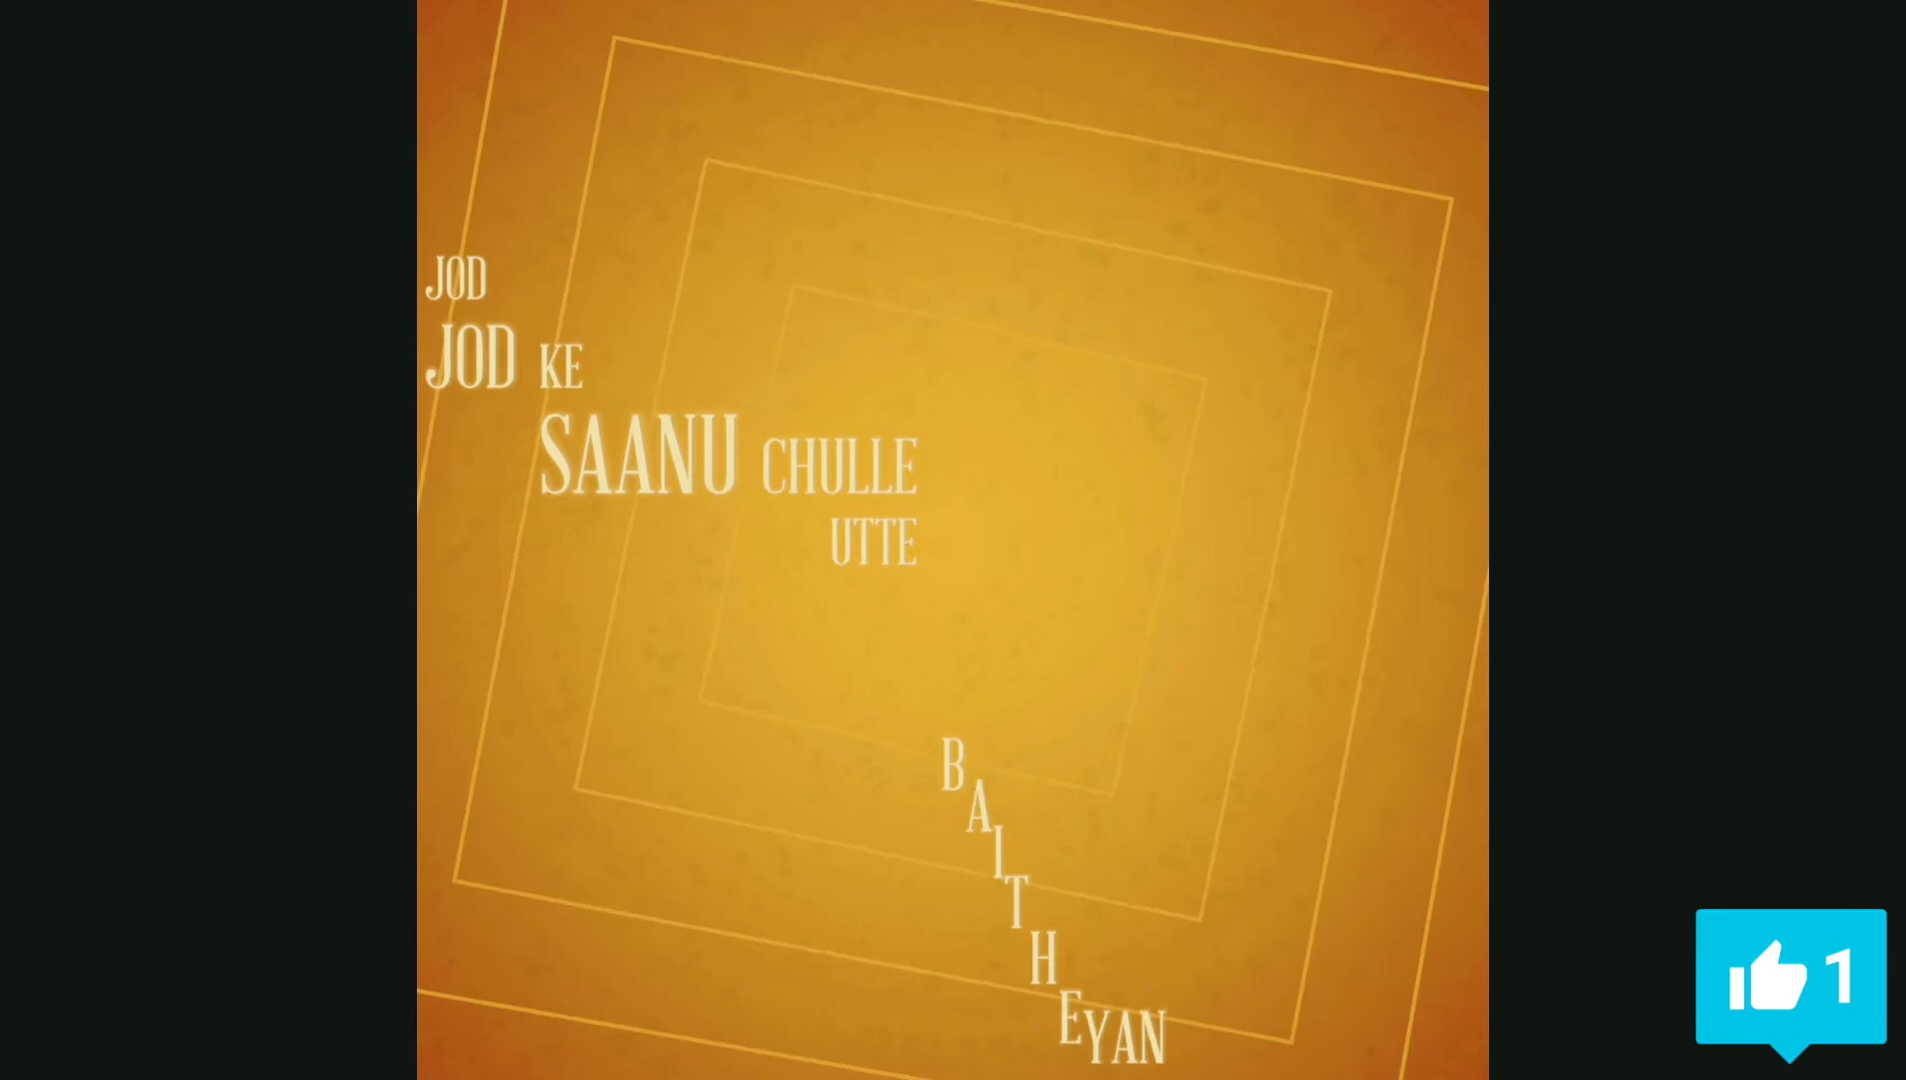 JOD
JOD KE
SAANU CHULLE
UTTE
BAITHEYAN
1